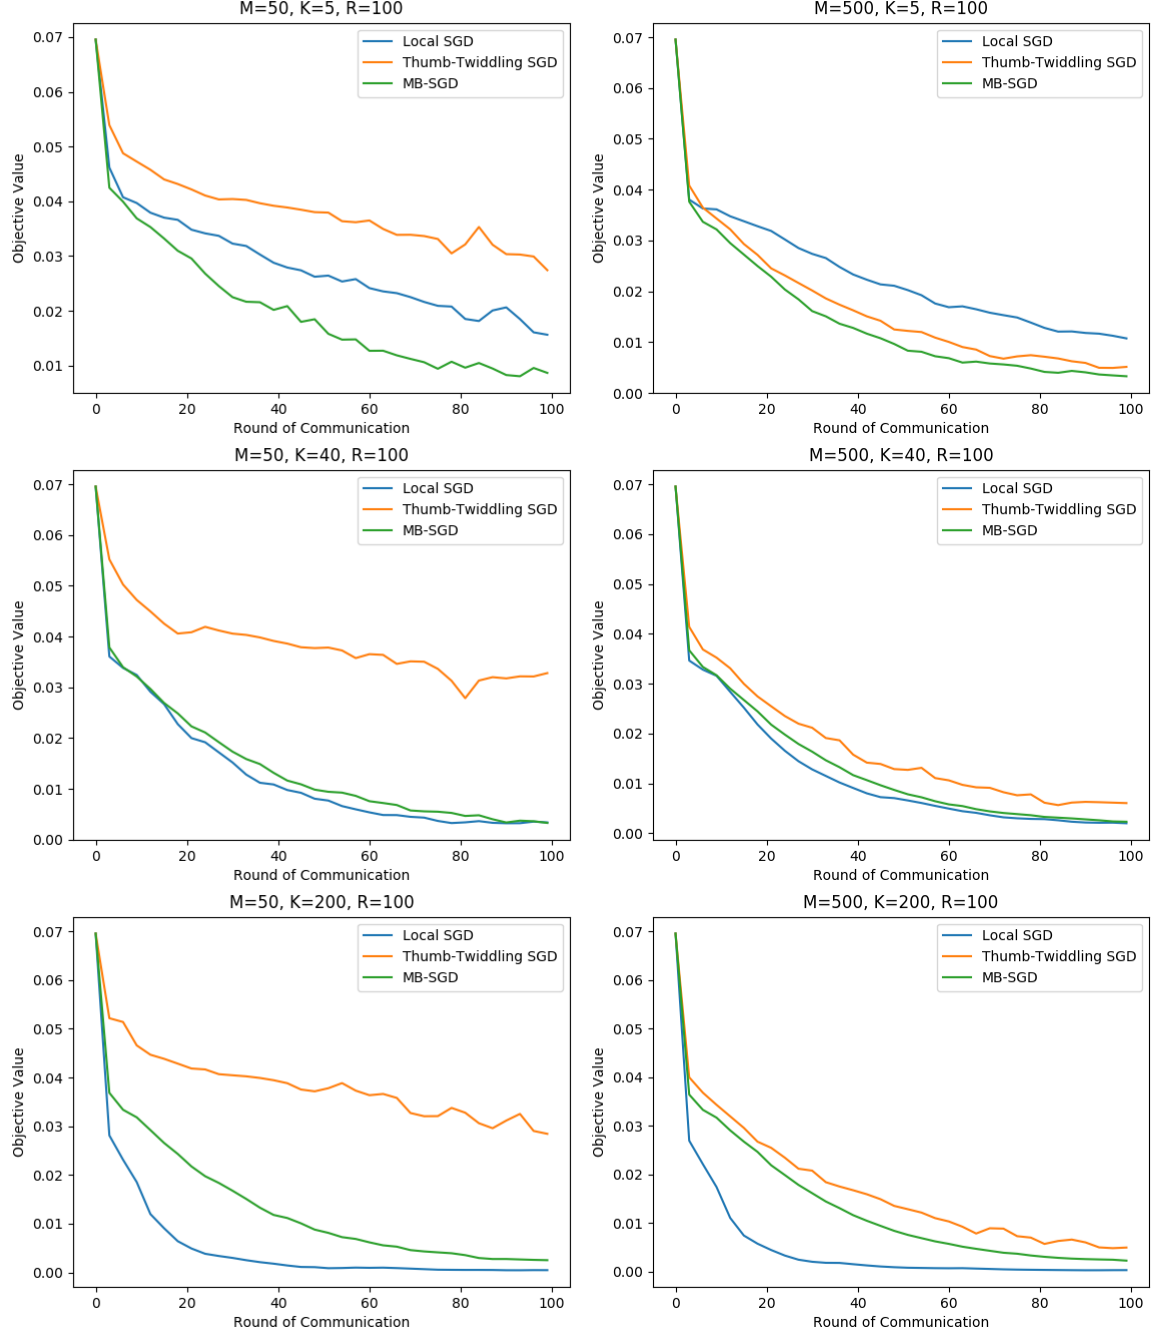 M=50, K=5, R=100
Objective Value
0.07
0.06
0.05
0.04
0.03
0.02
0.01
Local SGD
Thumb-Twiddling SGD
MB-SGD
0 20 40 60 80 100
Round of Communication
M=500, K=5, R=100
Objective Value
0.07
0.06
0.05
0.04
0.03
0.02
0.01
0.00
Local SGD
Thumb-Twiddling SGD
MB-SGD
0 20 40 60 80 100
Round of Communication
M=50, K=40, R=100
Objective Value
0.07
0.06
0.05
0.04
0.03
0.02
0.01
0.00
Local SGD
Thumb-Twiddling SGD
MB-SGD
0 20 40 60 80 100
Round of Communication
M=500, K=40, R=100
Objective Value
0.07
0.06
0.05
0.04
0.03
0.02
0.01
0.00
Local SGD
Thumb-Twiddling SGD
MB-SGD
0 20 40 60 80 100
Round of Communication
M=50, K=200, R=100
Objective Value
0.07
0.06
0.05
0.04
0.03
0.02
0.01
0.00
Local SGD
Thumb-Twiddling SGD
MB-SGD
0 20 40 60 80 100
Round of Communication
M=500, K=200, R=100
Objective Value
0.07
0.06
0.05
0.04
0.03
0.02
0.01
0.00
Local SGD
Thumb-Twiddling SGD
MB-SGD
0 20 40 60 80 100
Round of Communication